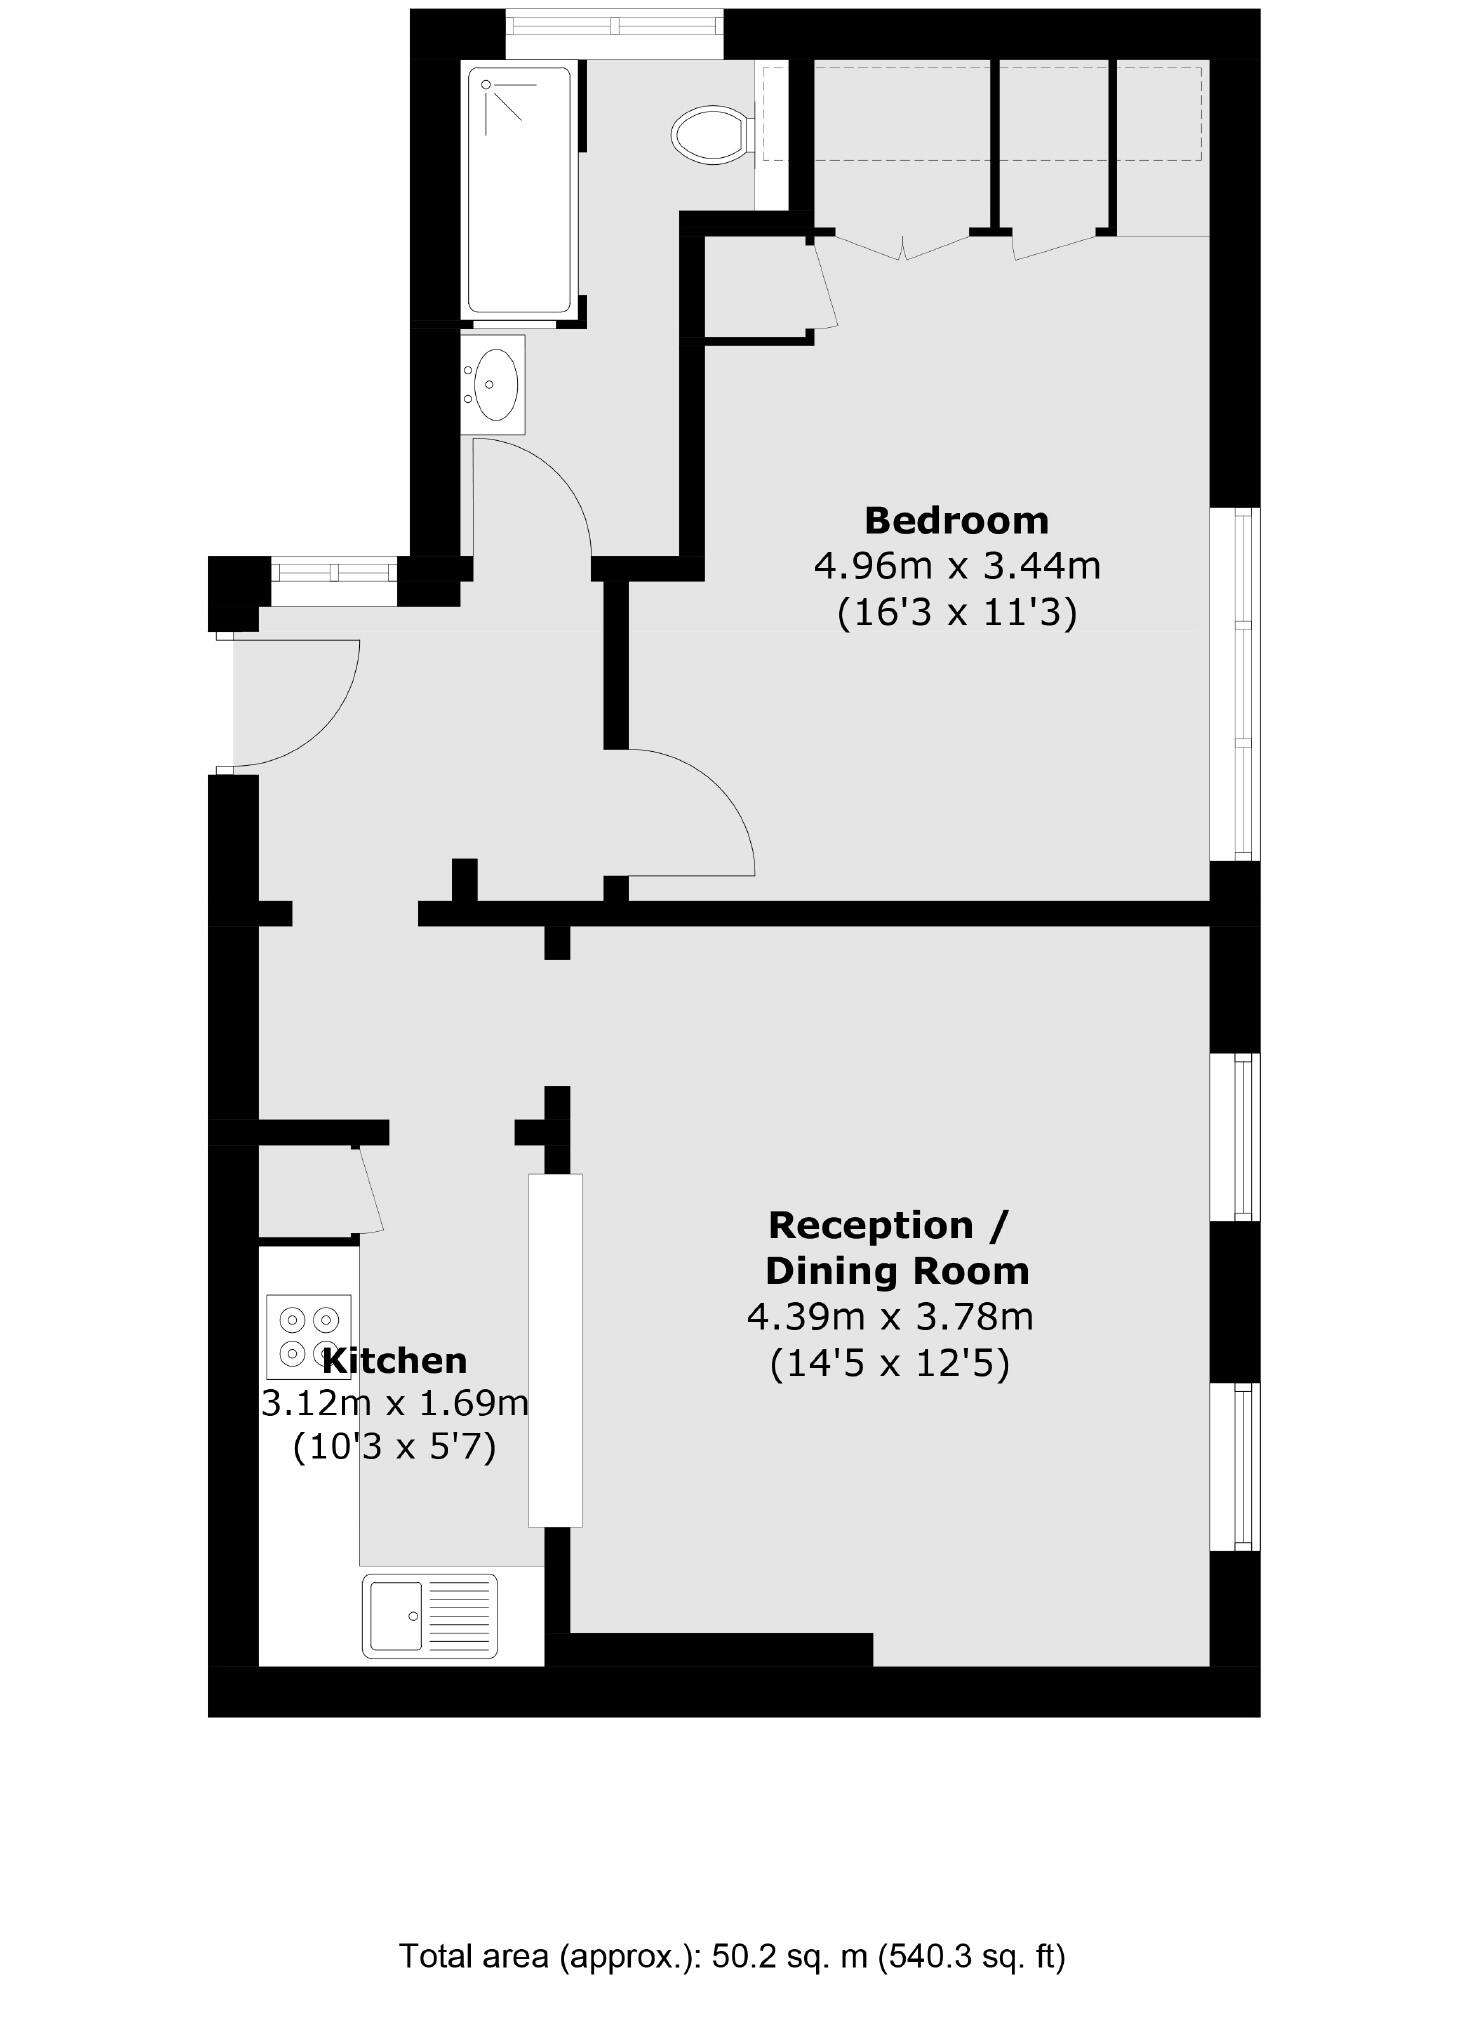 Bedroom
4.96m x 3.44m
(16'3 x 11'3)
Reception /
Dining Room
4.39m x 3.78m
(14'5 x 12'5)
Kitchen
3.12m x 1.69m
(10'3 x 5'7)
Total area (approx.): 50.2 sq. m (540.3 sq. ft)